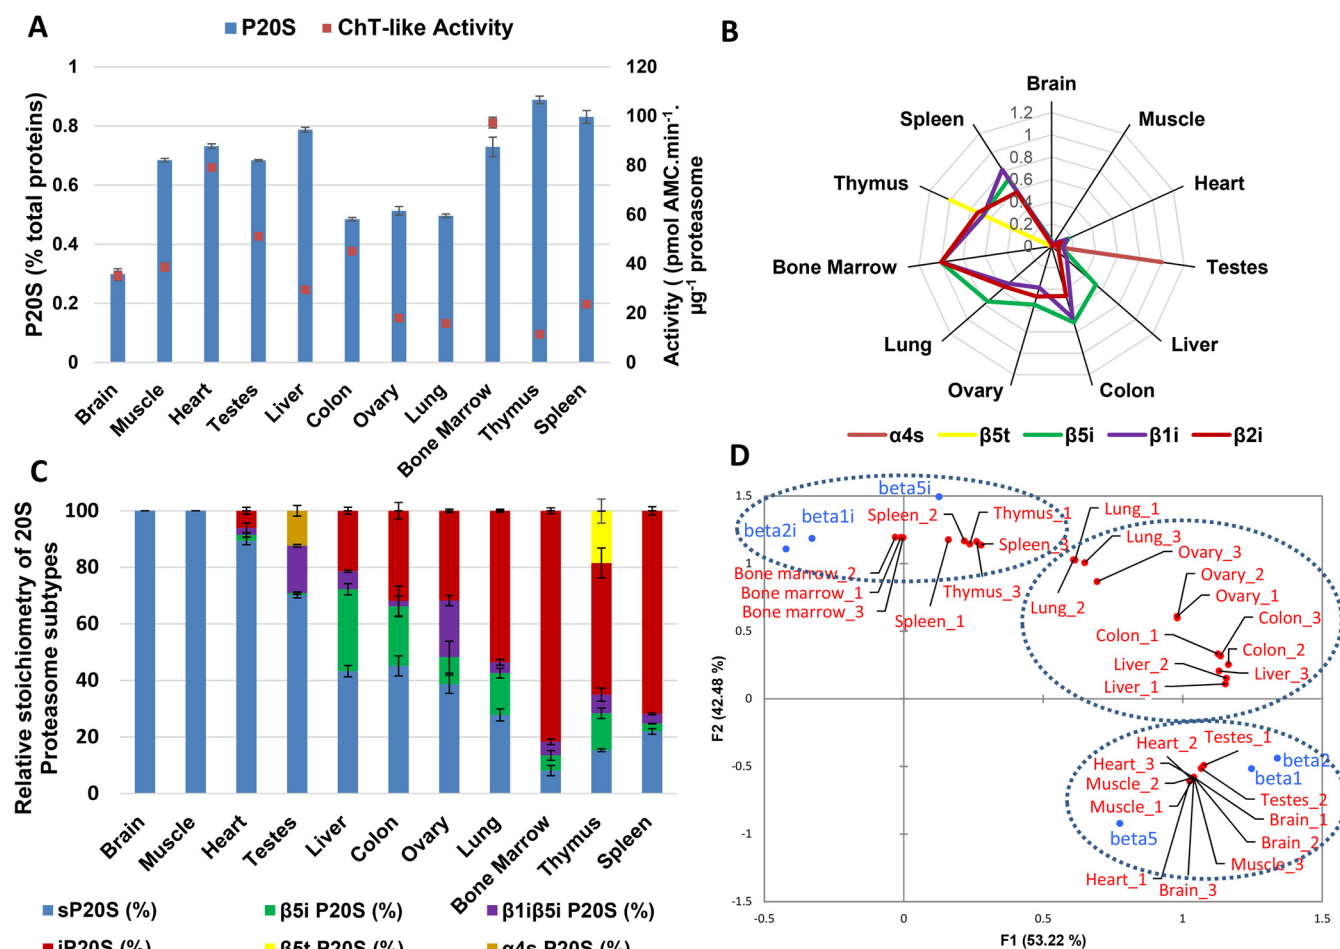 A
P20S ChT-like Activity
P20S (% total proteins)
1
0.8
0.6
0.4
0.2
0
120
100
80
60
40
20
0
Activity ( pmol AMC.min⁻¹.
µg⁻¹ proteasome
Brain
Muscle
Heart
Testes
Liver
Colon
Ovary
Lung
Bone Marrow
Thymus
Spleen
B
Brain
Muscle
Heart
Testes
Liver
Colon
Ovary
Lung
Bone Marrow
Thymus
Spleen
1.2
1
0.8
0.6
0.4
0.2
0
α4s β5t β5i β1i β2i
C
Relative stoichiometry of 20S
Proteasome subtypes
100
80
60
40
20
0
Brain
Muscle
Heart
Testes
Liver
Colon
Ovary
Lung
Bone Marrow
Thymus
Spleen
sP20S (%) β5i P20S (%) β1iβ5i P20S (%)
iP20S (%) β5t P20S (%) α4s P20S (%)
D
F2 (42.48 %)
1.5
1
0.5
0
-0.5
-1
-1.5
beta5i
beta1i
beta2i
Spleen_2
Thymus_1
Spleen_3
Thymus_3
Bone marrow_2
Bone marrow_1
Bone marrow_3
Spleen_1
Lung_1
Lung_3
Lung_2
Ovary_3
Ovary_2
Ovary_1
Colon_3
Colon_1
Colon_2
Liver_2
Liver_3
Liver_1
Heart_2
Testes_1
Heart_3
beta2
beta1
Muscle_2
Testes_2
Muscle_1
Brain_1
beta5
Brain_2
Muscle_3
Heart_1
Brain_3
-0.5
0
0.5
1
1.5
F1 (53.22 %)